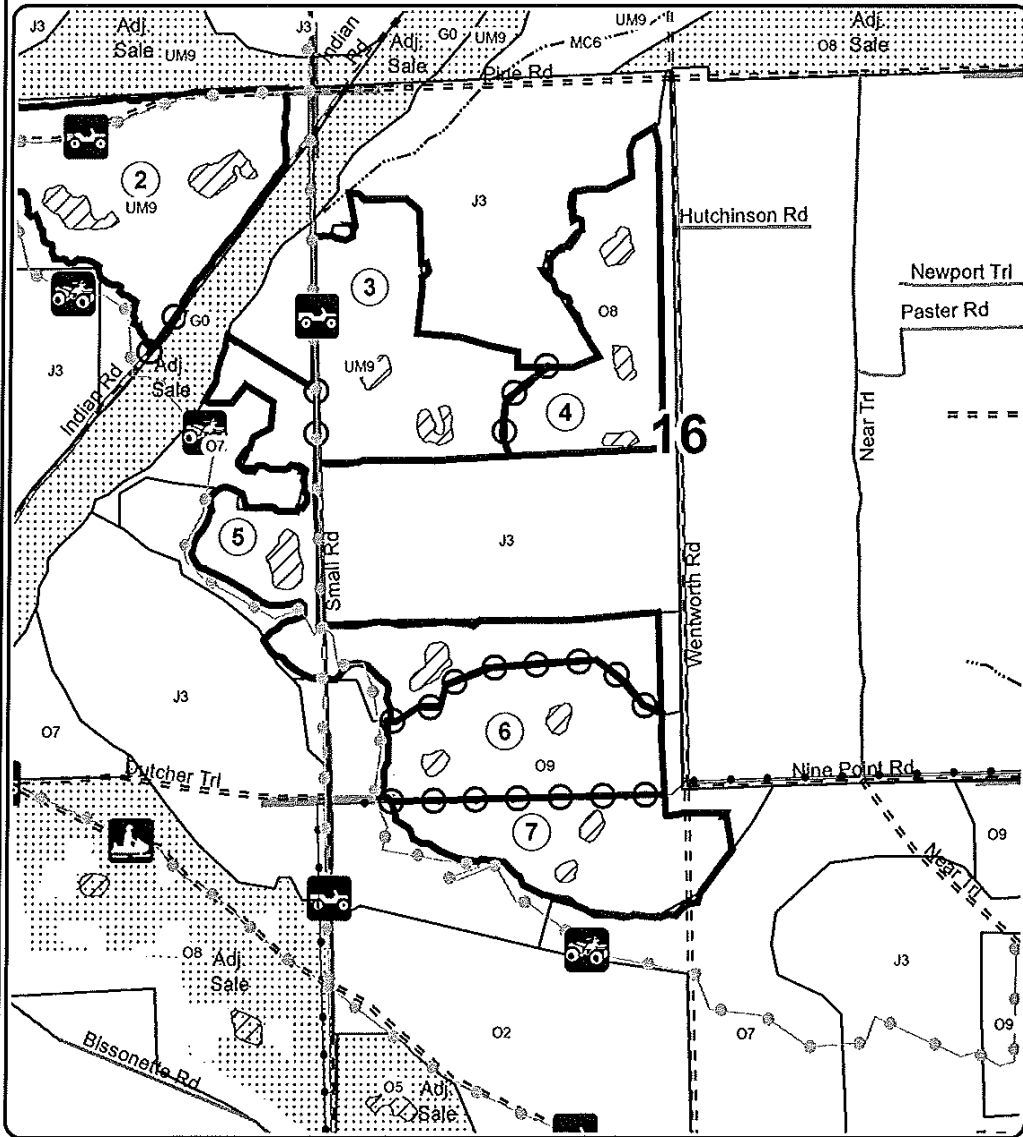 J3
Adj.
Sale
UM9
J3
Indian
Rd
Adj.
Sale
G0
UM9
UM9
MC6
Adj.
O8 Sale
Pine Rd
2
UM9
J3
Hutchinson Rd
Newport Trl
Paster Rd
3
O8
G0
J3
Adj.
Sale
Indian Rd
UM9
4
16
Near Trl
O7
5
J3
Small Rd
Wentworth Rd
J3
O7
6
O9
Dutcher Trl
Nine Point Rd
7
O9
Near Trl
O8 Adj.
Sale
J3
O2
O7
O9
Bissonette Rd
O5 Adj.
Sale